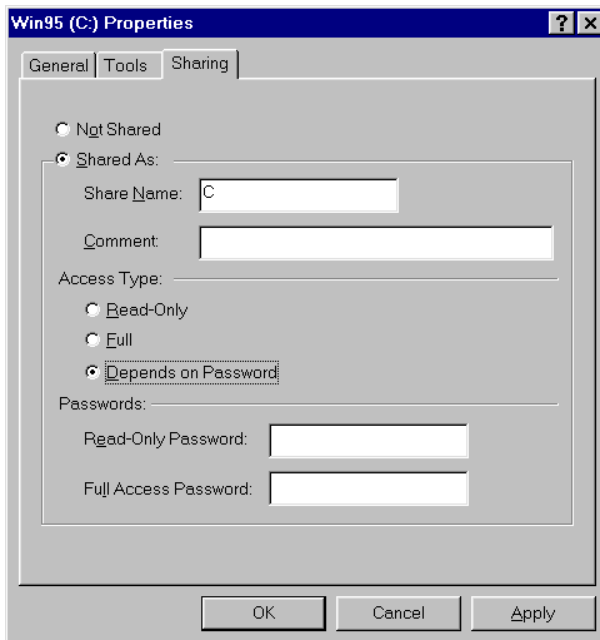 Win95 (C:) Properties
General Tools Sharing
Not Shared
Shared As:
Share Name: C
Comment:
Access Type:
Read-Only
Full
Depends on Password
Passwords:
Read-Only Password:
Full Access Password:
OK Cancel Apply